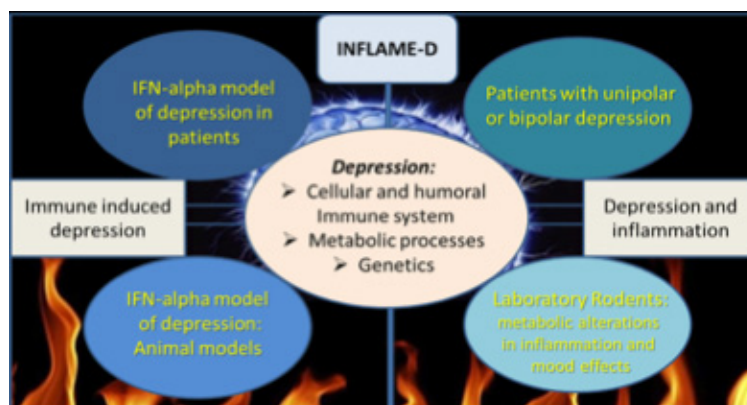 INFLAME-D
IFN-alpha model
of depression in
patients
Patients with unipolar
or bipolar depression
Immune induced
depression
Depression:
➢ Cellular and humoral
Immune system
➢ Metabolic processes
➢ Genetics
Depression and
inflammation
IFN-alpha model
of depression:
Animal models
Laboratory Rodents:
metabolic alterations
in inflammation and
mood effects